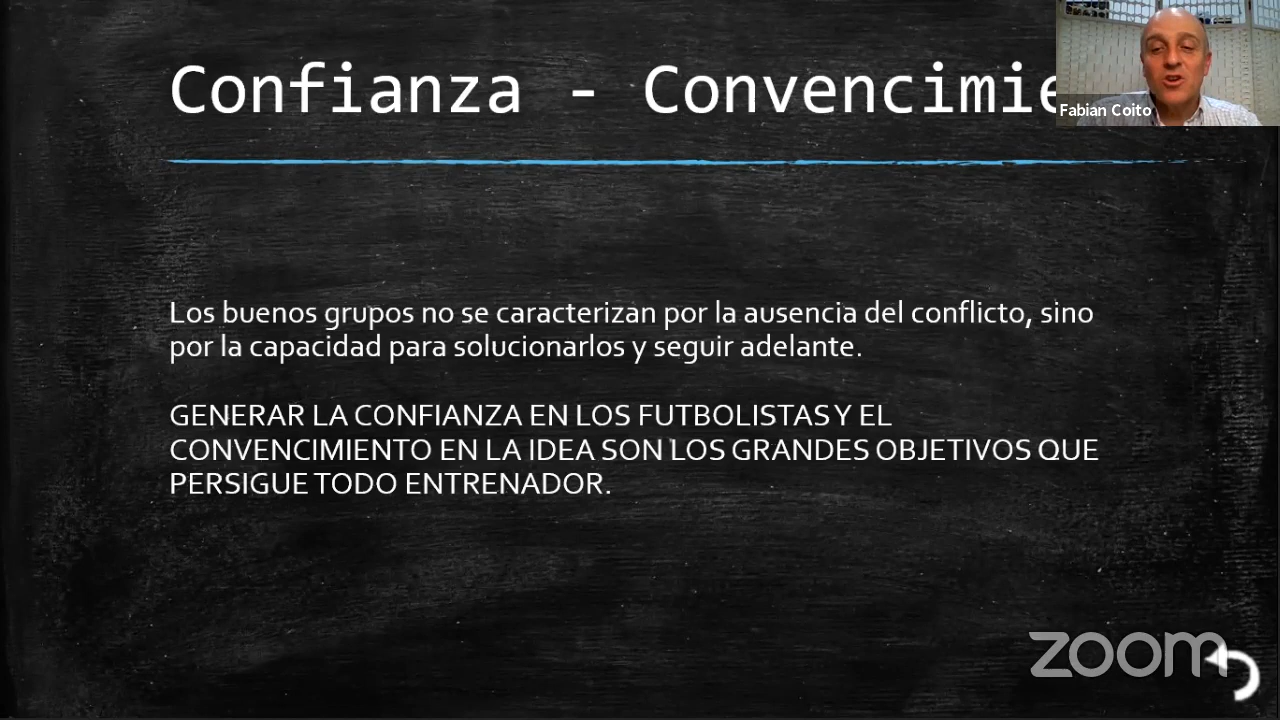 Confianza - Convencimie
Fabian Coito
Los buenos grupos no se caracterizan por la ausencia del conflicto, sino
por la capacidad para solucionarlos y seguir adelante.
GENERAR LA CONFIANZA EN LOS FUTBOLISTAS Y EL
CONVENCIMIENTO EN LA IDEA SON LOS GRANDES OBJETIVOS QUE
PERSIGUE TODO ENTRENADOR.
zoom